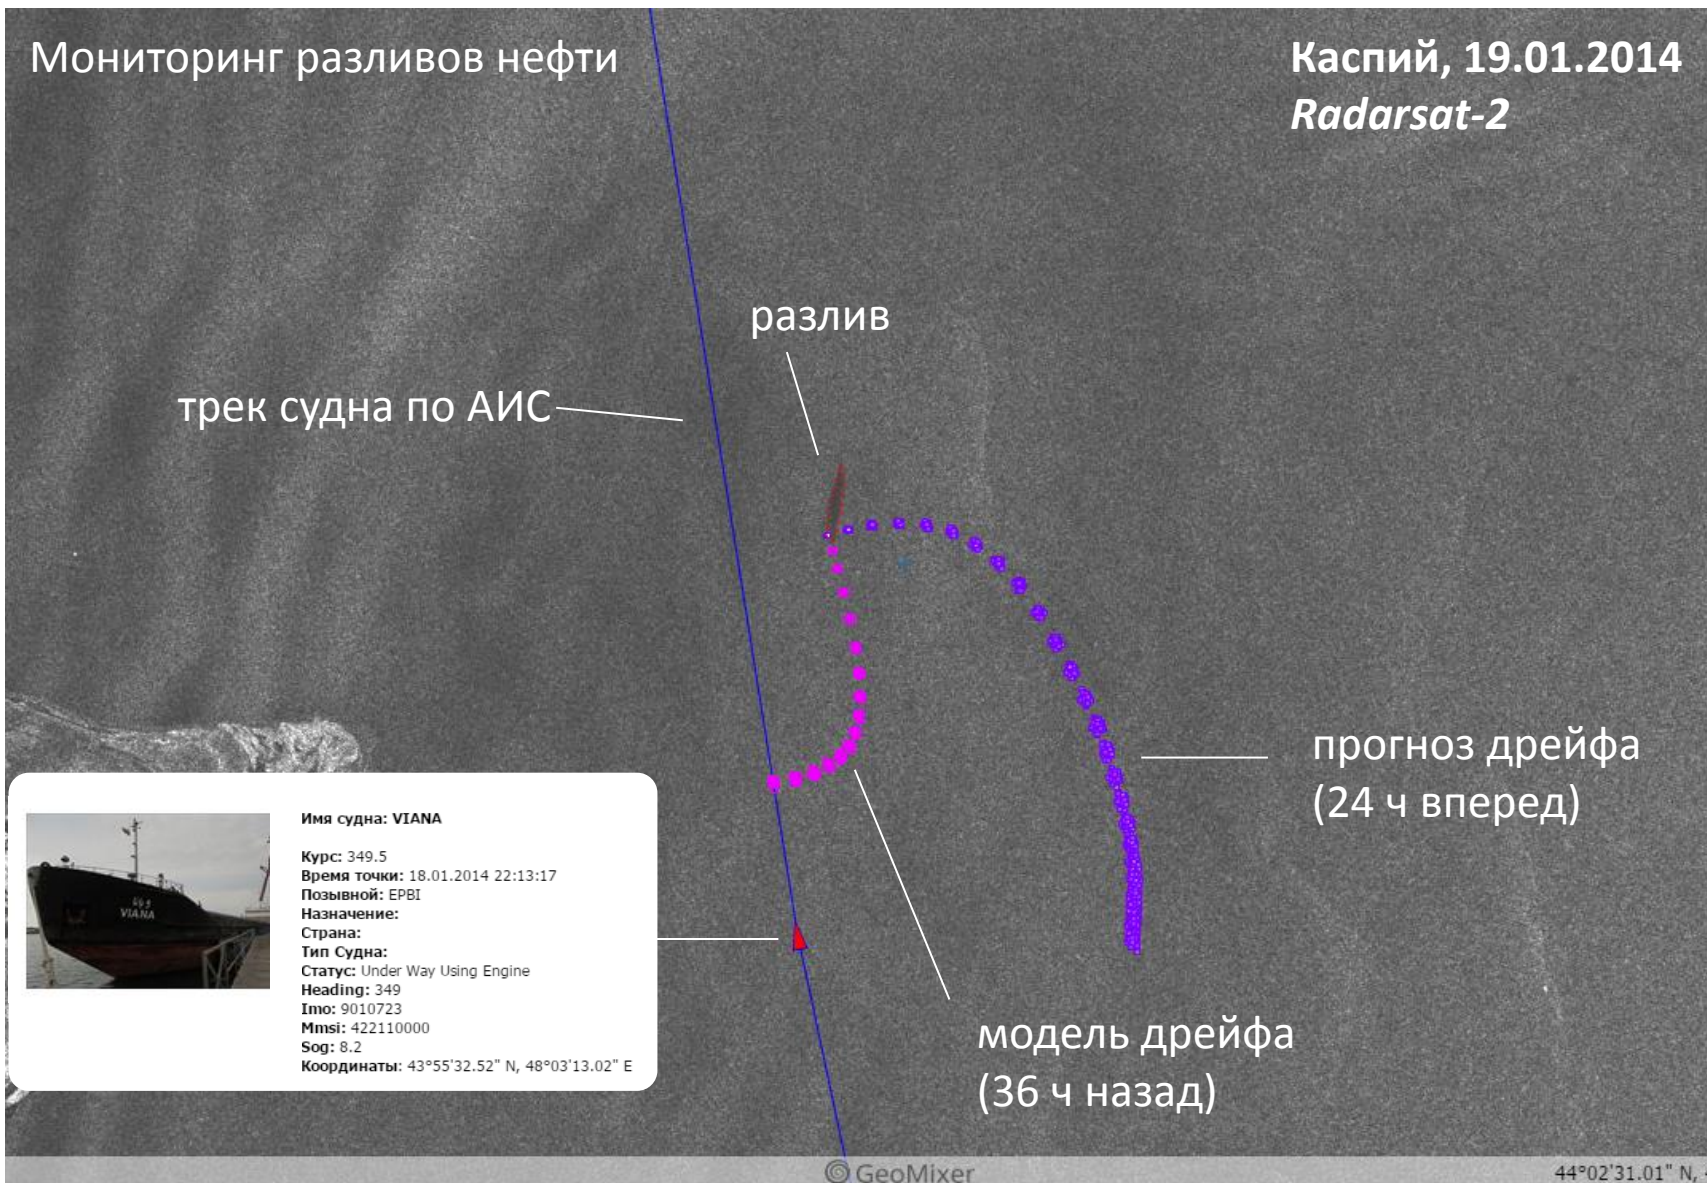 Мониторинг разливов нефти
Каспий, 19.01.2014
Radarsat-2
разлив
трек судна по АИС
прогноз дрейфа
(24 ч вперед)
VIANA
Имя судна: VIANA
Курс: 349.5
Время точки: 18.01.2014 22:13:17
Позывной: EPBI
Назначение:
Страна:
Тип Судна:
Статус: Under Way Using Engine
Heading: 349
Imo: 9010723
Mmsi: 422110000
Sog: 8.2
Координаты: 43°55'32.52" N, 48°03'13.02" E
модель дрейфа
(36 ч назад)
GeoMixer
44°02'31.01" N,